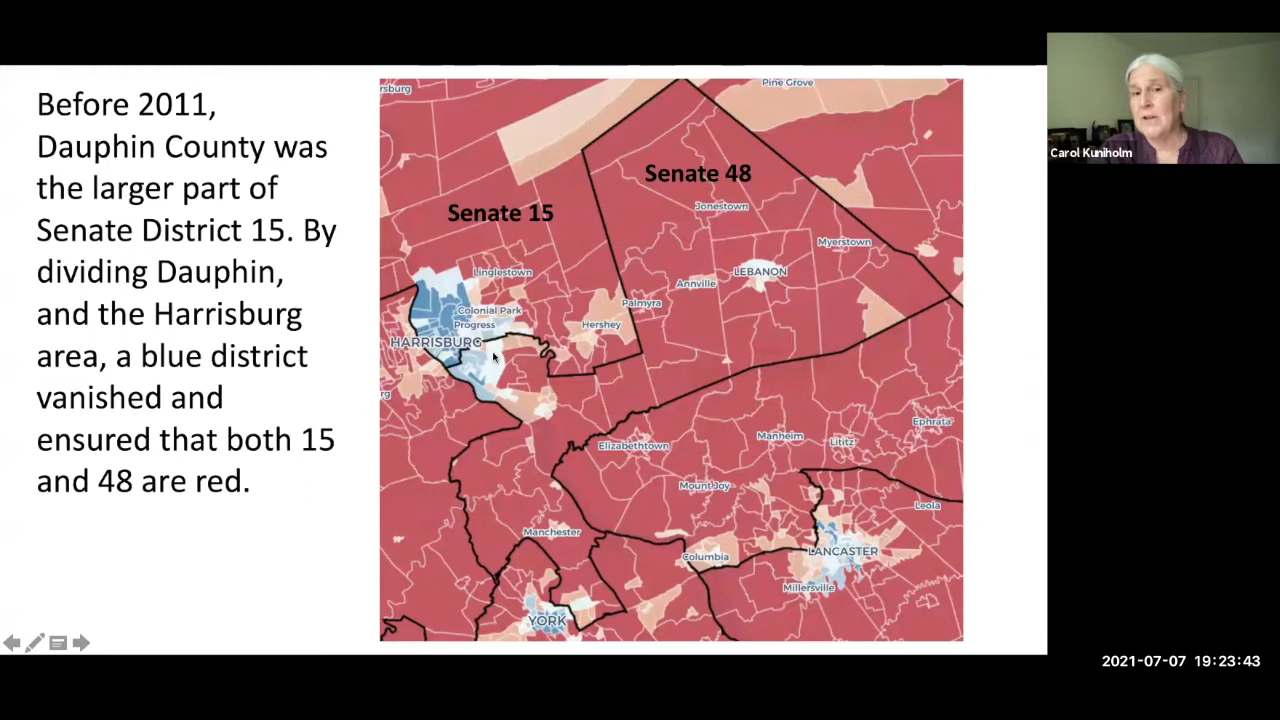 Before 2011,
Dauphin County was
the larger part of
Senate District 15. By
dividing Dauphin,
and the Harrisburg
area, a blue district
vanished and
ensured that both 15
and 48 are red.
rsburg
Pine Grove
Senate 48
Senate 15
Jonestown
Myerstown
Linglestown
LEBANON
Annville
Palmyra
Colonial Park
Progress
Hershey
HARRISBURG
rg
Elizabethtown
Manheim
Lititz
Ephrata
Mount Joy
Leola
Manchester
Columbia
LANCASTER
Millersville
YORK
Carol Kuniholm
2021-07-07 19:23:43